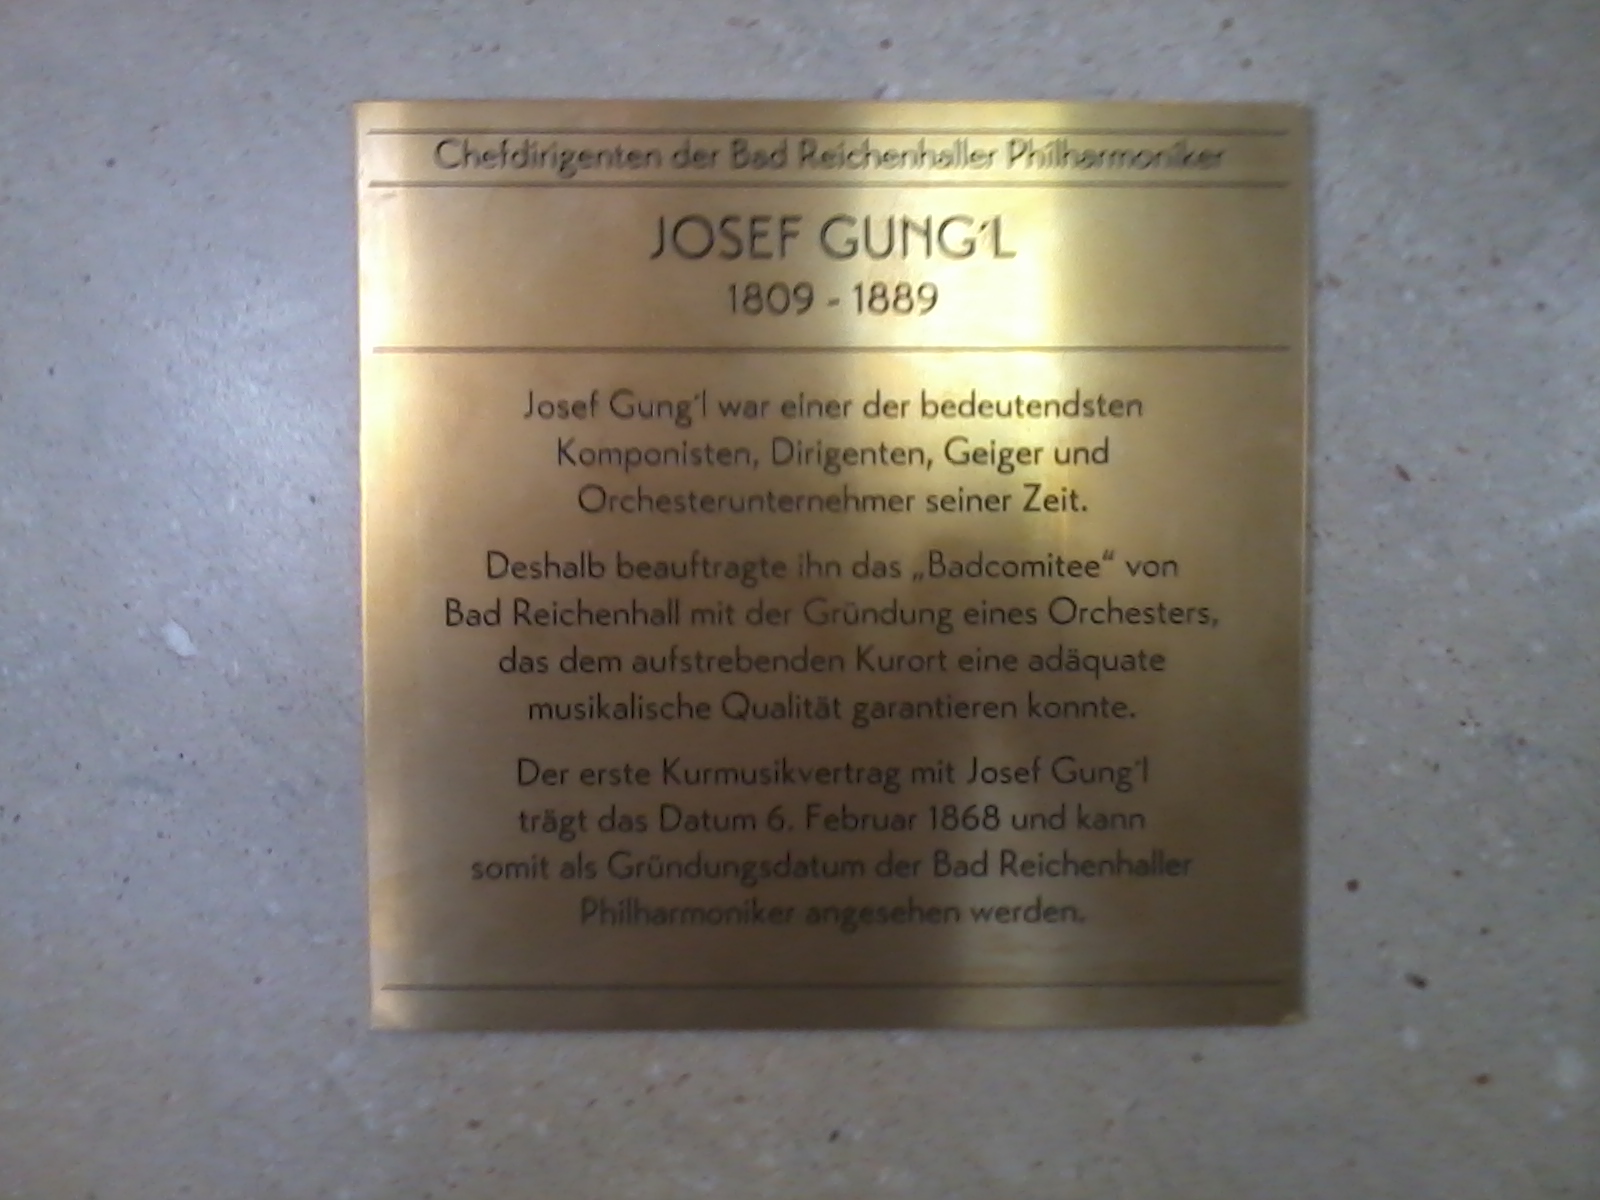 Chefdirigenten der Bad Reichenhaller Philharmoniker
JOSEF GUNG´L
1809 - 1889
Josef Gung´l war einer der bedeutendsten
Komponisten, Dirigenten, Geiger und
Orchesterunternehmer seiner Zeit.
Deshalb beauftragte ihn das „Badcomitee“ von
Bad Reichenhall mit der Gründung eines Orchesters,
das dem aufstrebenden Kurort eine adäquate
musikalische Qualität garantieren konnte.
Der erste Kurmusikvertrag mit Josef Gung´l
trägt das Datum 6. Februar 1868 und kann
somit als Gründungsdatum der Bad Reichenhaller
Philharmoniker angesehen werden.